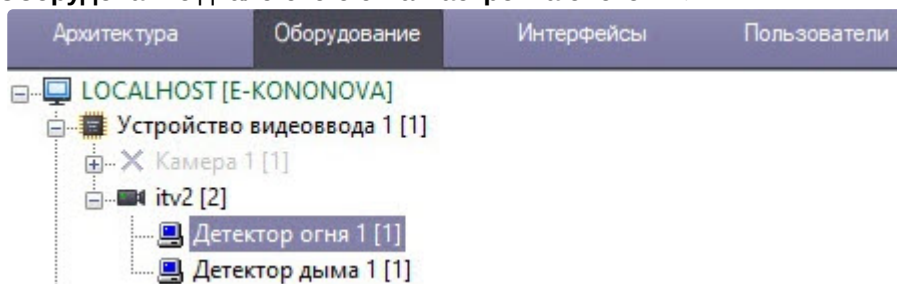 Архитектура Оборудование Интерфейсы Пользователи
LOCALHOST [E-KONONOVA]
Устройство видеоввода 1 [1]
Камера 1 [1]
itv2 [2]
Детектор огня 1 [1]
Детектор дыма 1 [1]